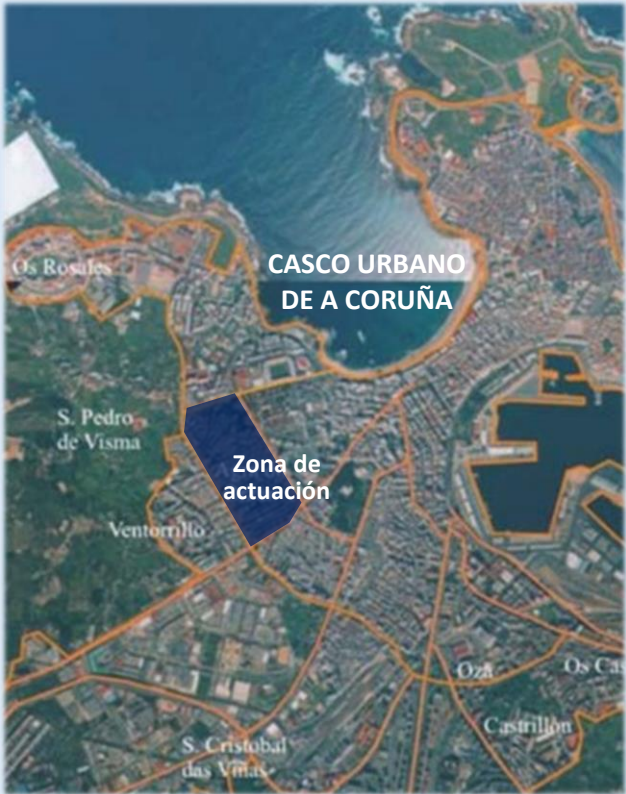 CASCO URBANO
DE A CORUÑA
Os Rosales
S. Pedro
de Visma
Zona de
actuación
Ventorrillo
Oza
Os Cas
Castrillón
S. Cristobal
das Viñas